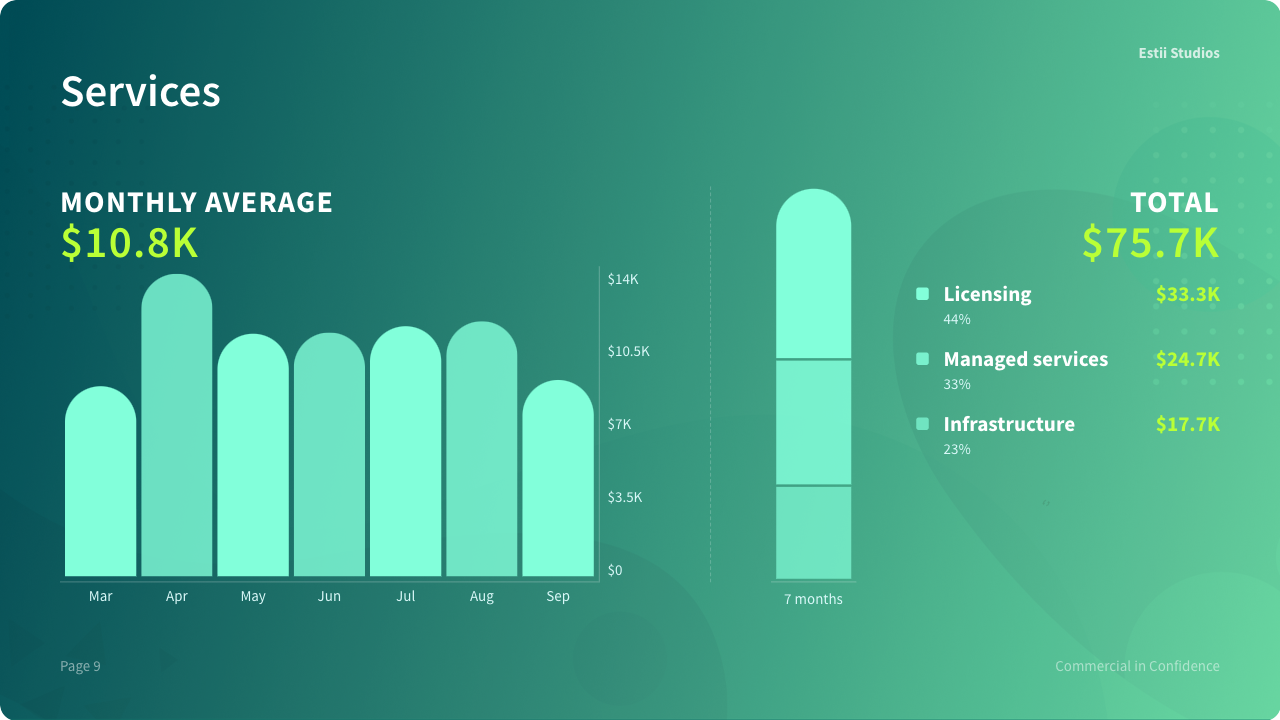 Estii Studios
Services
MONTHLY AVERAGE
$10.8K
$14K
$10.5K
$7K
$3.5K
$0
Mar Apr May Jun Jul Aug Sep
7 months
TOTAL
$75.7K
Licensing $33.3K
44%
Managed services $24.7K
33%
Infrastructure $17.7K
23%
Page 9
Commercial in Confidence